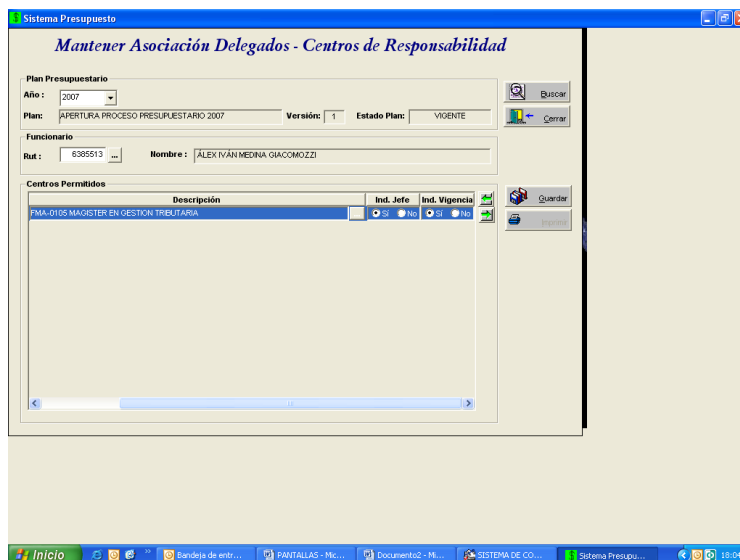 Sistema Presupuesto
Mantener Asociación Delegados - Centros de Responsabilidad
Plan Presupuestario
Año : 2007
Buscar
Plan: APERTURA PROCESO PRESUPUESTARIO 2007 Versión: 1 Estado Plan: VIGENTE
Cerrar
Funcionario
Rut : 6385513 ... Nombre : ÁLEX IVÁN MEDINA GIACOMOZZI
Centros Permitidos
Descripción Ind. Jefe Ind. Vigencia
Guardar
FMA-0105 MAGISTER EN GESTION TRIBUTARIA ... Sí No Sí No
Imprimir
Inicio » Bandeja de entr... PANTALLAS - Mic... Documento2 - Mi... SISTEMA DE CO... Sistema Presupu... 18:04